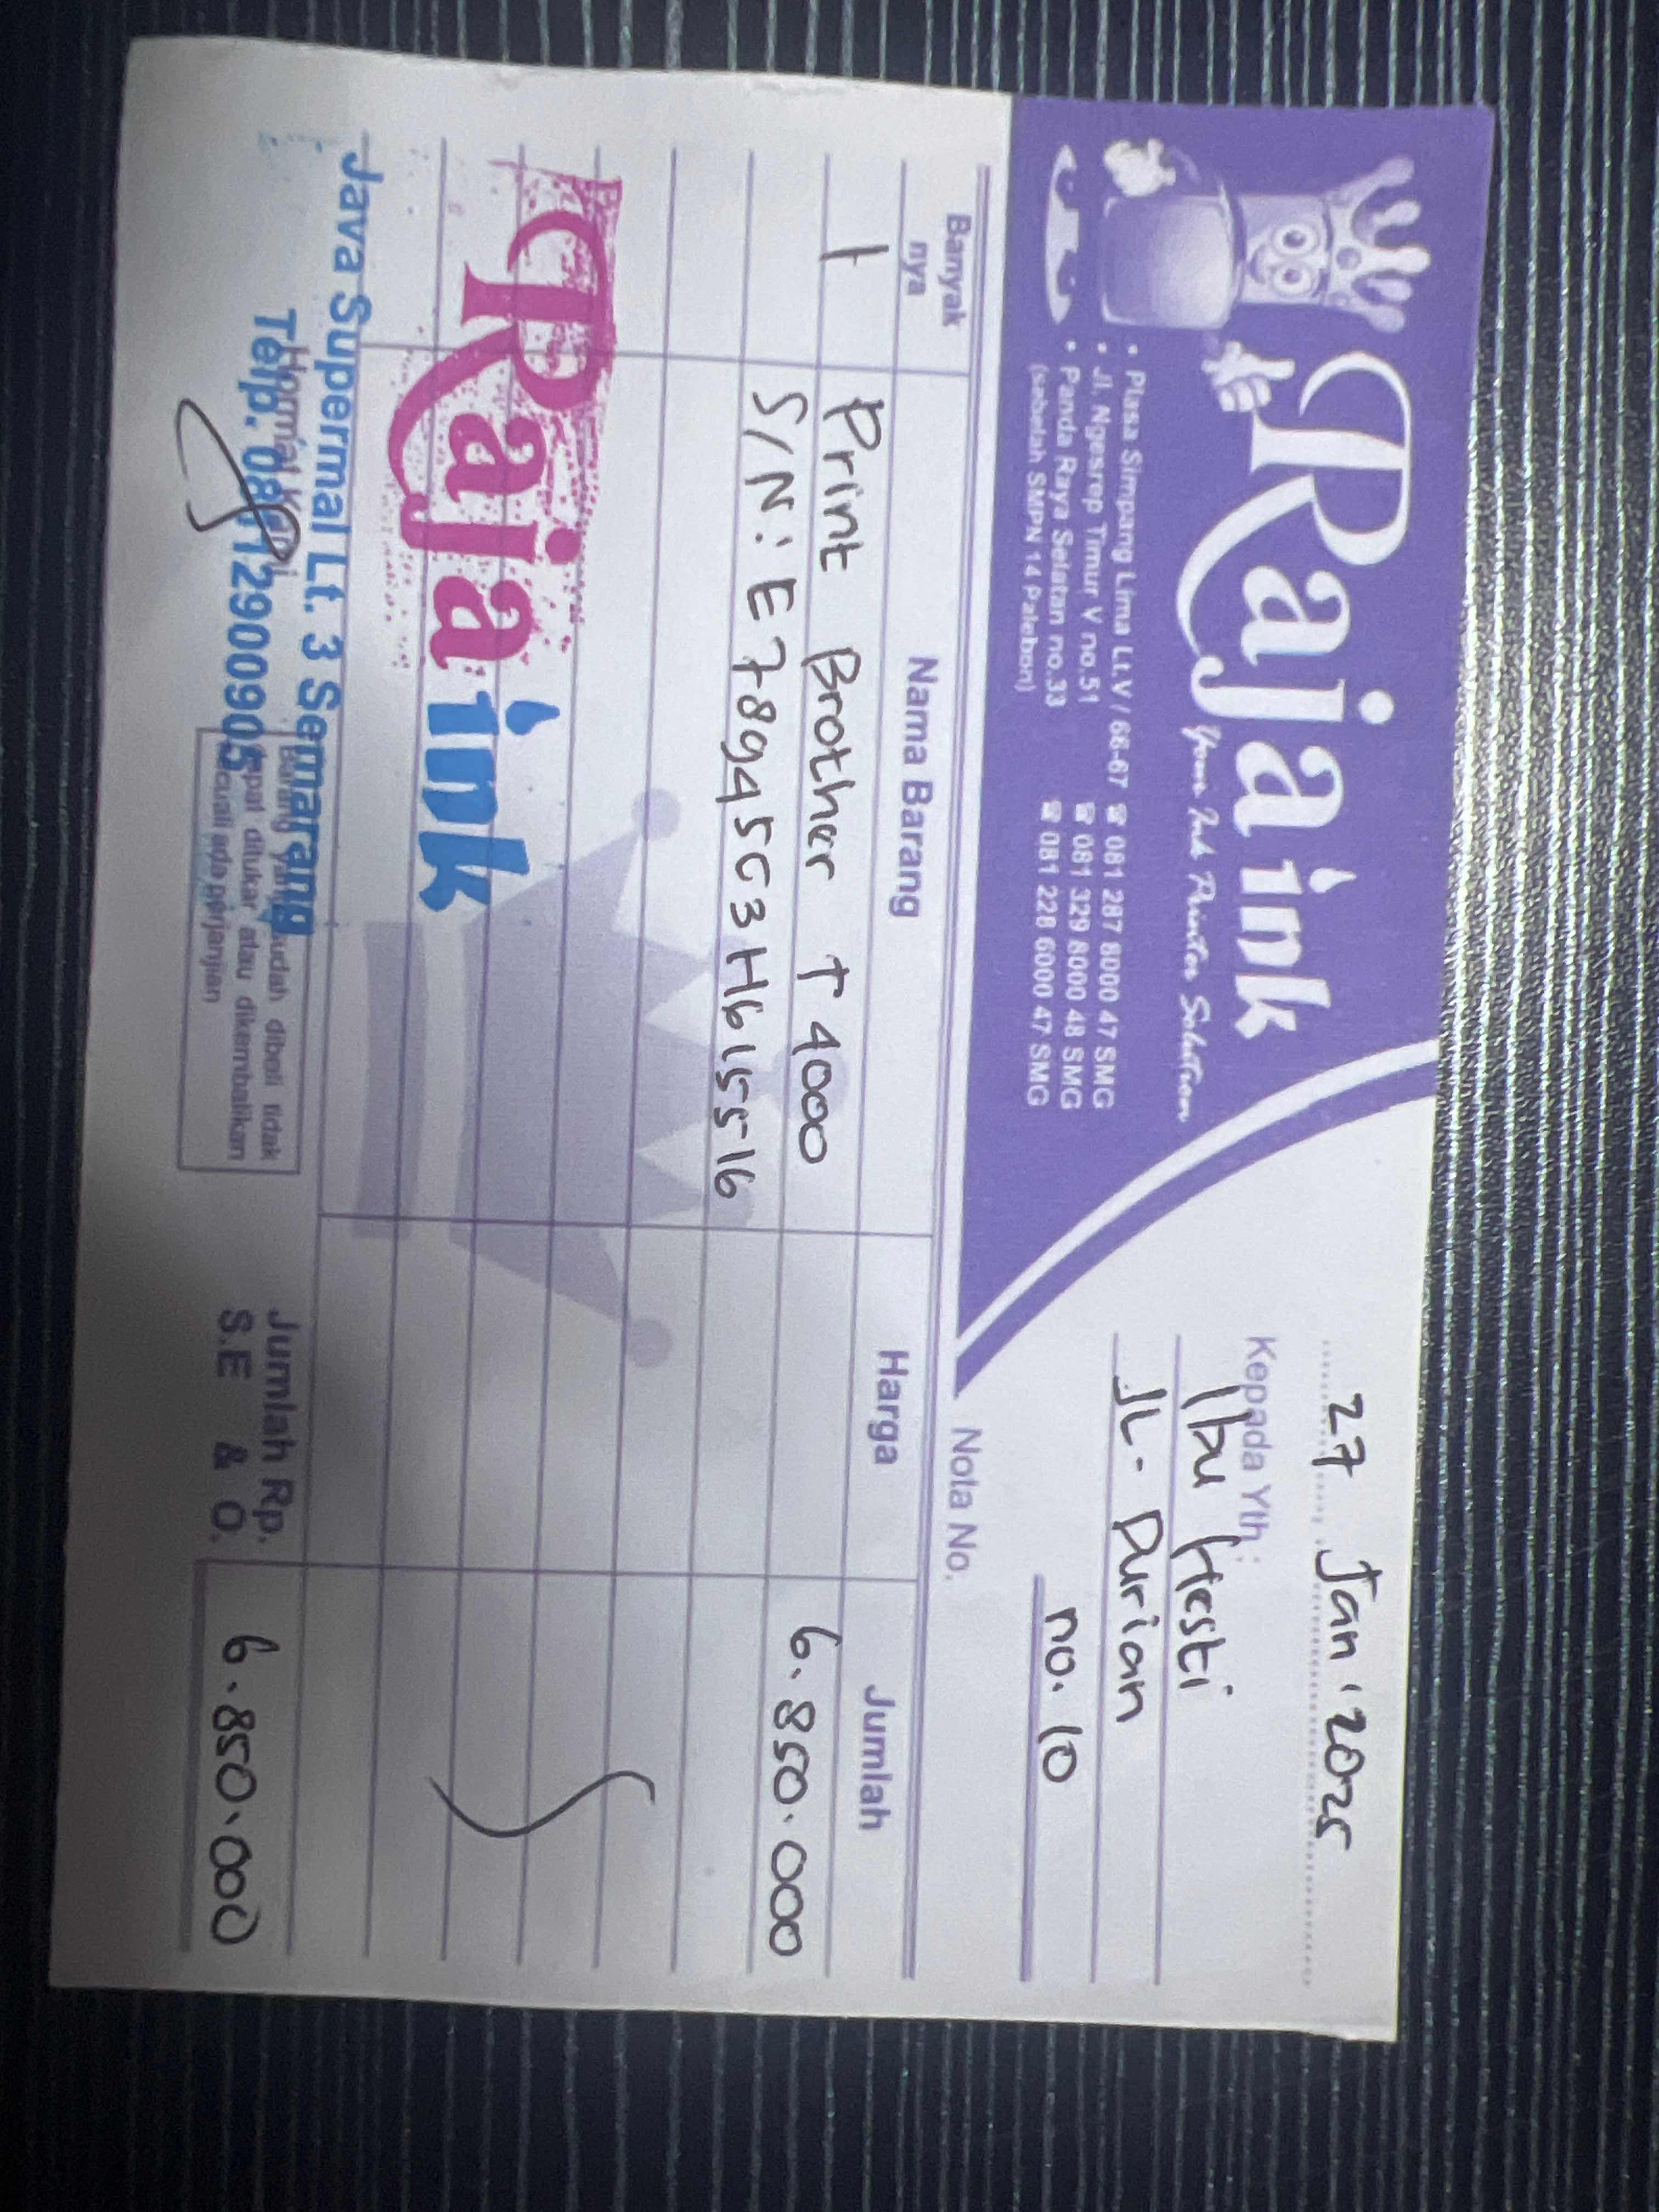 Raja ink
Your Ink Printer Solution
• Plasa Simpang Lima Lt.V / 66-67 ☎ 081 287 8000 47 SMG
• Jl. Ngesrep Timur V no.51 ☎ 081 329 8000 48 SMG
• Panda Raya Selatan no.33 ☎ 081 228 6000 47 SMG
(sebelah SMPN 14 Palebon)
27 Jan '2025
Kepada Yth :
Ibu Hesti
JL. Durian
no. 10
Nota No.
Banyak nya Nama Barang Harga Jumlah
1 Print Brother T 4000 6.850.000
S/N : E78945C3H615516
Raja ink
Java Supermal Lt. 3 Semarang
Telp. 081290090905
Hormat Kami
Barang yang sudah dibeli tidak
dapat ditukar atau dikembalikan
kecuali ada perjanjian
Jumlah Rp. 6.850.000
S.E & O.